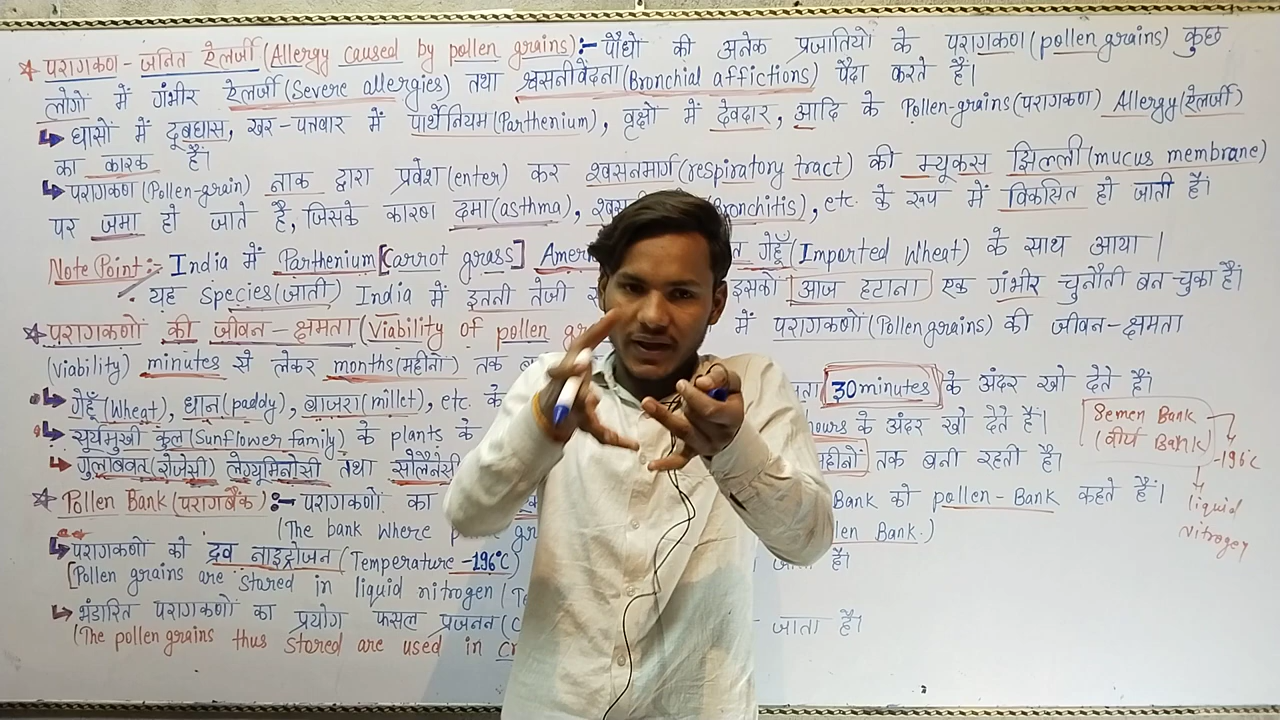 ☆ परागकण - जनित ऐलर्जी (Allergy caused by pollen grains) :- पौधों की अनेक प्रजातियों के परागकण (pollen grains) कुछ
लोगों में गंभीर ऐलर्जी (Severe allergies) तथा श्वसनीवेदना (Bronchial affictions) पैदा करते हैं।
↳ घासों में दूबघास, खर-पतवार में पार्थेनियम (Parthenium), वृक्षों में देवदार, आदि के Pollen-grains (परागकण) Allergy (ऐलर्जी)
का कारक हैं।
↳ परागकण (Pollen-grain) नाक द्वारा प्रवेश (enter) कर श्वसनमार्ग (respiratory tract) की म्यूकस झिल्ली (mucus membrane)
पर जमा हो जाते हैं, जिसके कारण दमा (asthma), ronchitis), etc. के रूप में विकसित हो जाती हैं।
Note Point :- India में Parthenium [Carrot grass] Amer गेहूँ (Imported Wheat) के साथ आया |
यह species (जाती) India में इतनी तेजी इसको आज हटाना एक गंभीर चुनौती बन चुका है।
☆ परागकणों की जीवन - क्षमता (Viability of pollen gr में परागकणों (Pollen grains) की जीवन-क्षमता
(viability) minutes से लेकर months (महीनों) तक
↳ गेहूँ (Wheat), धान (paddy), बाजरा (millet), etc. के 30 minutes के अंदर खो देते हैं।
↳ सूर्यमुखी कुल (Sunflower family) के plants के hours के अंदर खो देते हैं।
↳ गुलाबवत् (रोजेसी) लेग्यूमिनोसी तथा सोलैनेसी महीनों तक बनी रहती है।
☆ Pollen Bank (परागबैंक) :- परागकणों का Bank को pollen-Bank कहते हैं।
(The bank where p gr len Bank.)
↳ परागकणों को द्रव नाइट्रोजन (Temperature -196°C) जाता है।
[Pollen grains are stored in liquid nitrogen (Te
↳ भंडारित परागकणों का प्रयोग फसल प्रजनन (C - जाता है।
(The pollen grains thus stored are used in Cr
Semen Bank
(वीर्य Bank)
-196°C
liquid
Nitrogen